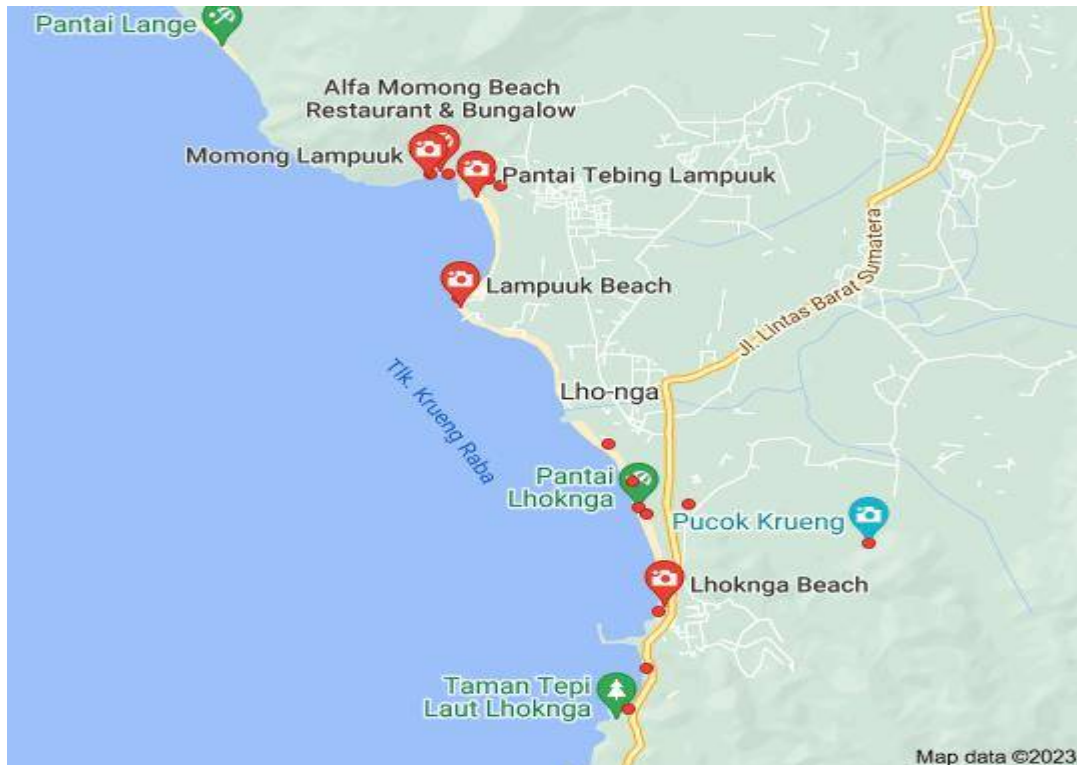 Pantai Lange
Alfa Momong Beach
Restaurant & Bungalow
Momong Lampuuk
Pantai Tebing Lampuuk
Jl. Lintas Barat Sumatera
Lampuuk Beach
Tlk. Krueng Raba
Lho-nga
Pantai
Lhoknga
Pucok Krueng
Lhoknga Beach
Taman Tepi
Laut Lhoknga
Map data ©2023